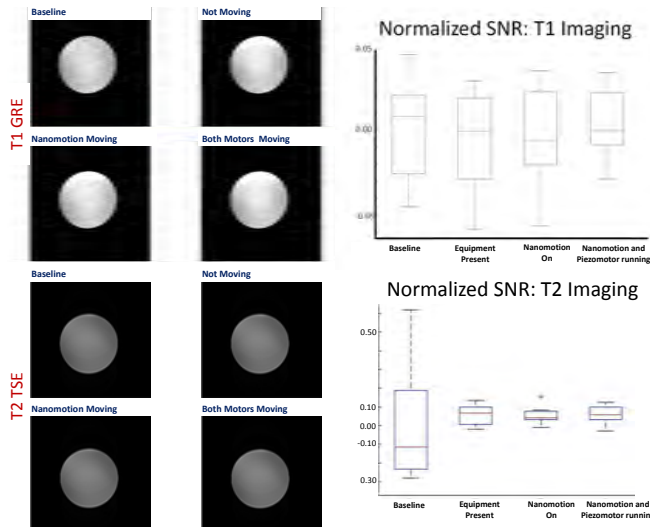 Baseline
Not Moving
T1 GRE
Nanomotion Moving
Both Motors Moving
Baseline
Not Moving
T2 TSE
Nanomotion Moving
Both Motors Moving
Normalized SNR: T1 Imaging
0.05
0.00
0.05
Baseline
Equipment
Present
Nanomotion
On
Nanomotion and
Piezomotor running
Normalized SNR: T2 Imaging
0.50
0.10
0.00
-0.10
0.30
Baseline
Equipment
Present
Nanomotion
On
Nanomotion and
Piezomotor running